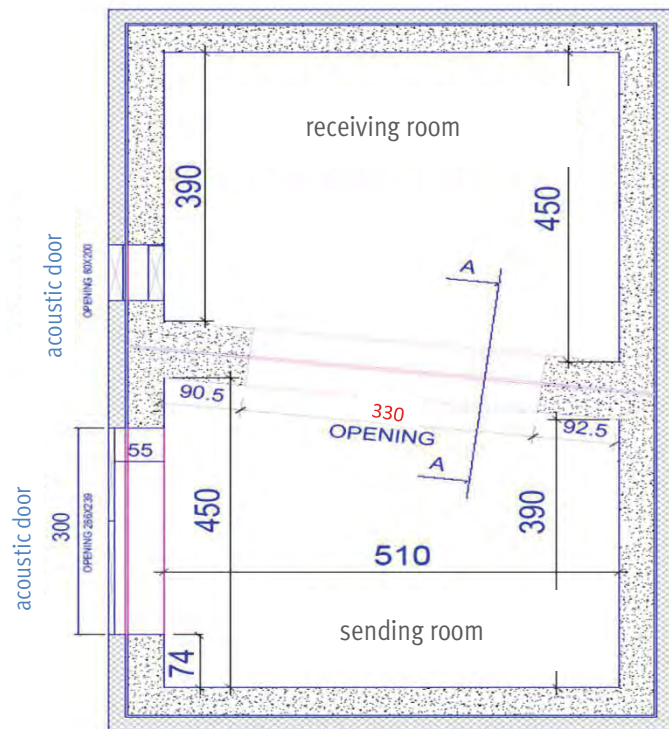 receiving room
390
450
acoustic door
OPENING 80X200
A
90.5
330
OPENING
92.5
A
55
acoustic door
300
OPENING 286X239
450
390
510
sending room
74